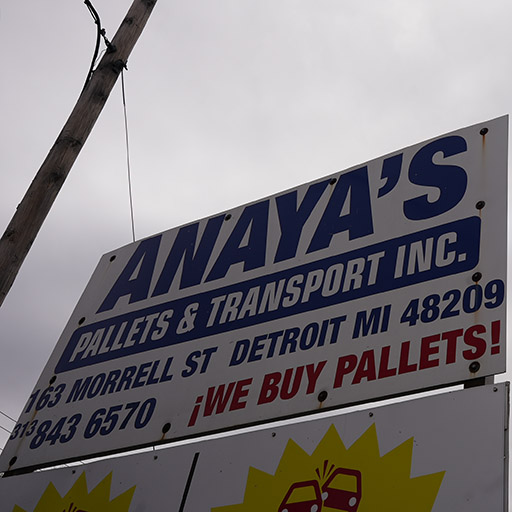 ANAYA'S
PALLETS & TRANSPORT INC.
163 MORRELL ST DETROIT MI 48209
313 843 6570 ¡WE BUY PALLETS!